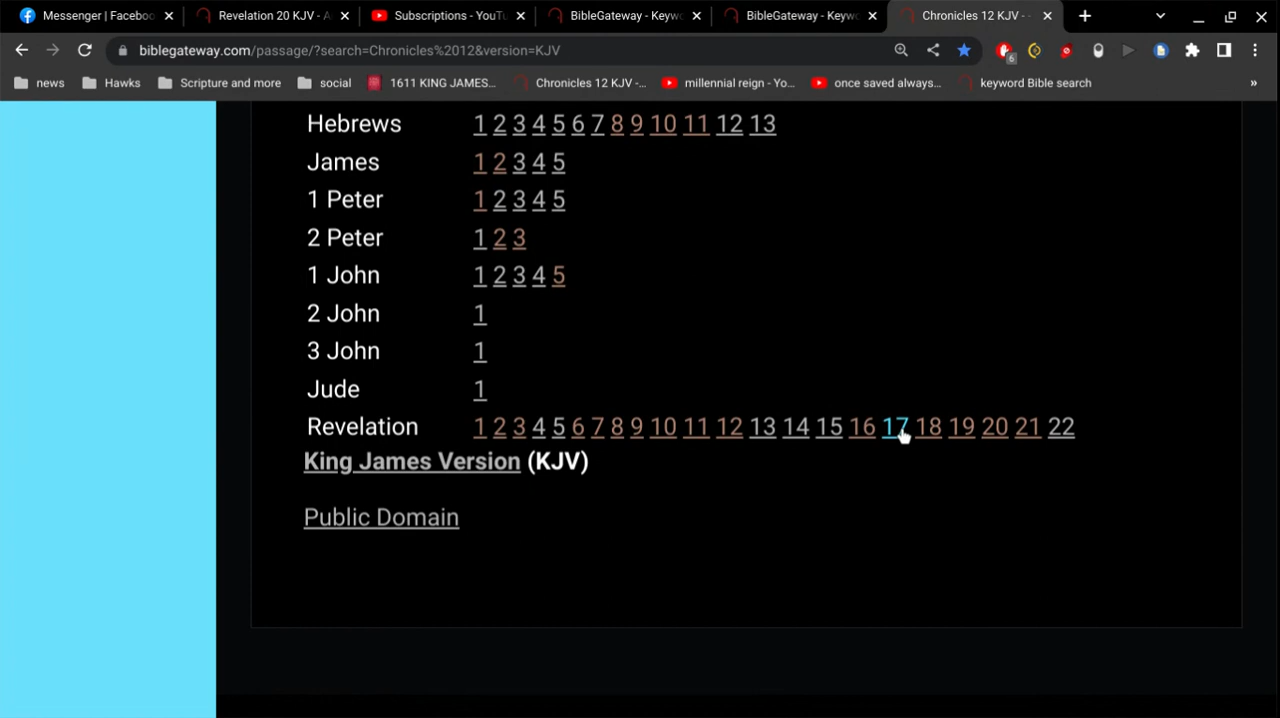 Messenger | Faceboo
Revelation 20 KJV - A
Subscriptions - YouTu
BibleGateway - Keywo
BibleGateway - Keywo
Chronicles 12 KJV -
biblegateway.com/passage/?search=Chronicles%2012&version=KJV
6
news Hawks Scripture and more social 1611 KING JAMES... Chronicles 12 KJV -... millennial reign - Yo... once saved always... keyword Bible search »
Hebrews 1 2 3 4 5 6 7 8 9 10 11 12 13
James 1 2 3 4 5
1 Peter 1 2 3 4 5
2 Peter 1 2 3
1 John 1 2 3 4 5
2 John 1
3 John 1
Jude 1
Revelation 1 2 3 4 5 6 7 8 9 10 11 12 13 14 15 16 17 18 19 20 21 22
King James Version (KJV)
Public Domain